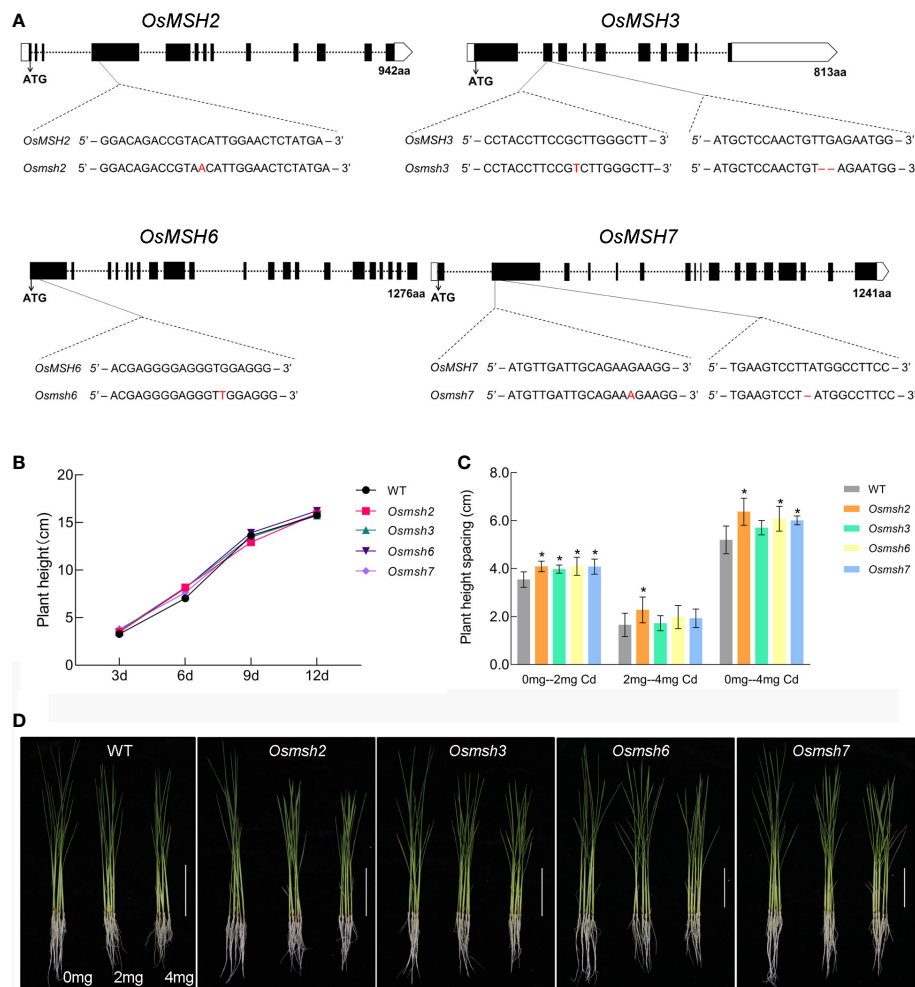 A
OsMSH2
OsMSH3
ATG
942aa
ATG
813aa
OsMSH2 5′–GGACAGACCGTACATTGGAACTCTATGA–3′
Osmsh2 5′–GGACAGACCGTAACATTGGAACTCTATGA–3′
OsMSH3 5′–CCTACCTTCCGCTTGGGCTT–3′ 5′–ATGCTCCAACTGTTGAGAATGG–3′
Osmsh3 5′–CCTACCTTCCGTCTTGGGCTT–3′ 5′–ATGCTCCAACTGT––AGAATGG–3′
OsMSH6
OsMSH7
ATG
1276aa
ATG
1241aa
OsMSH6 5′–ACGAGGGGAGGGTGGAGGG–3′
Osmsh6 5′–ACGAGGGGAGGGTTGGAGGG–3′
OsMSH7 5′–ATGTTGATTGCAGAAGAAGG–3′ 5′–TGAAGTCCTTATGGCCTTCC–3′
Osmsh7 5′–ATGTTGATTGCAGAAAGAAGG–3′ 5′–TGAAGTCCT–ATGGCCTTCC–3′
B
Plant height (cm)
20
15
10
5
0
3d 6d 9d 12d
WT
Osmsh2
Osmsh3
Osmsh6
Osmsh7
C
Plant height spacing (cm)
8.0
6.0
4.0
2.0
0.0
* * * *
*
* * *
0mg--2mg Cd 2mg--4mg Cd 0mg--4mg Cd
WT
Osmsh2
Osmsh3
Osmsh6
Osmsh7
D
WT Osmsh2 Osmsh3 Osmsh6 Osmsh7
0mg 2mg 4mg